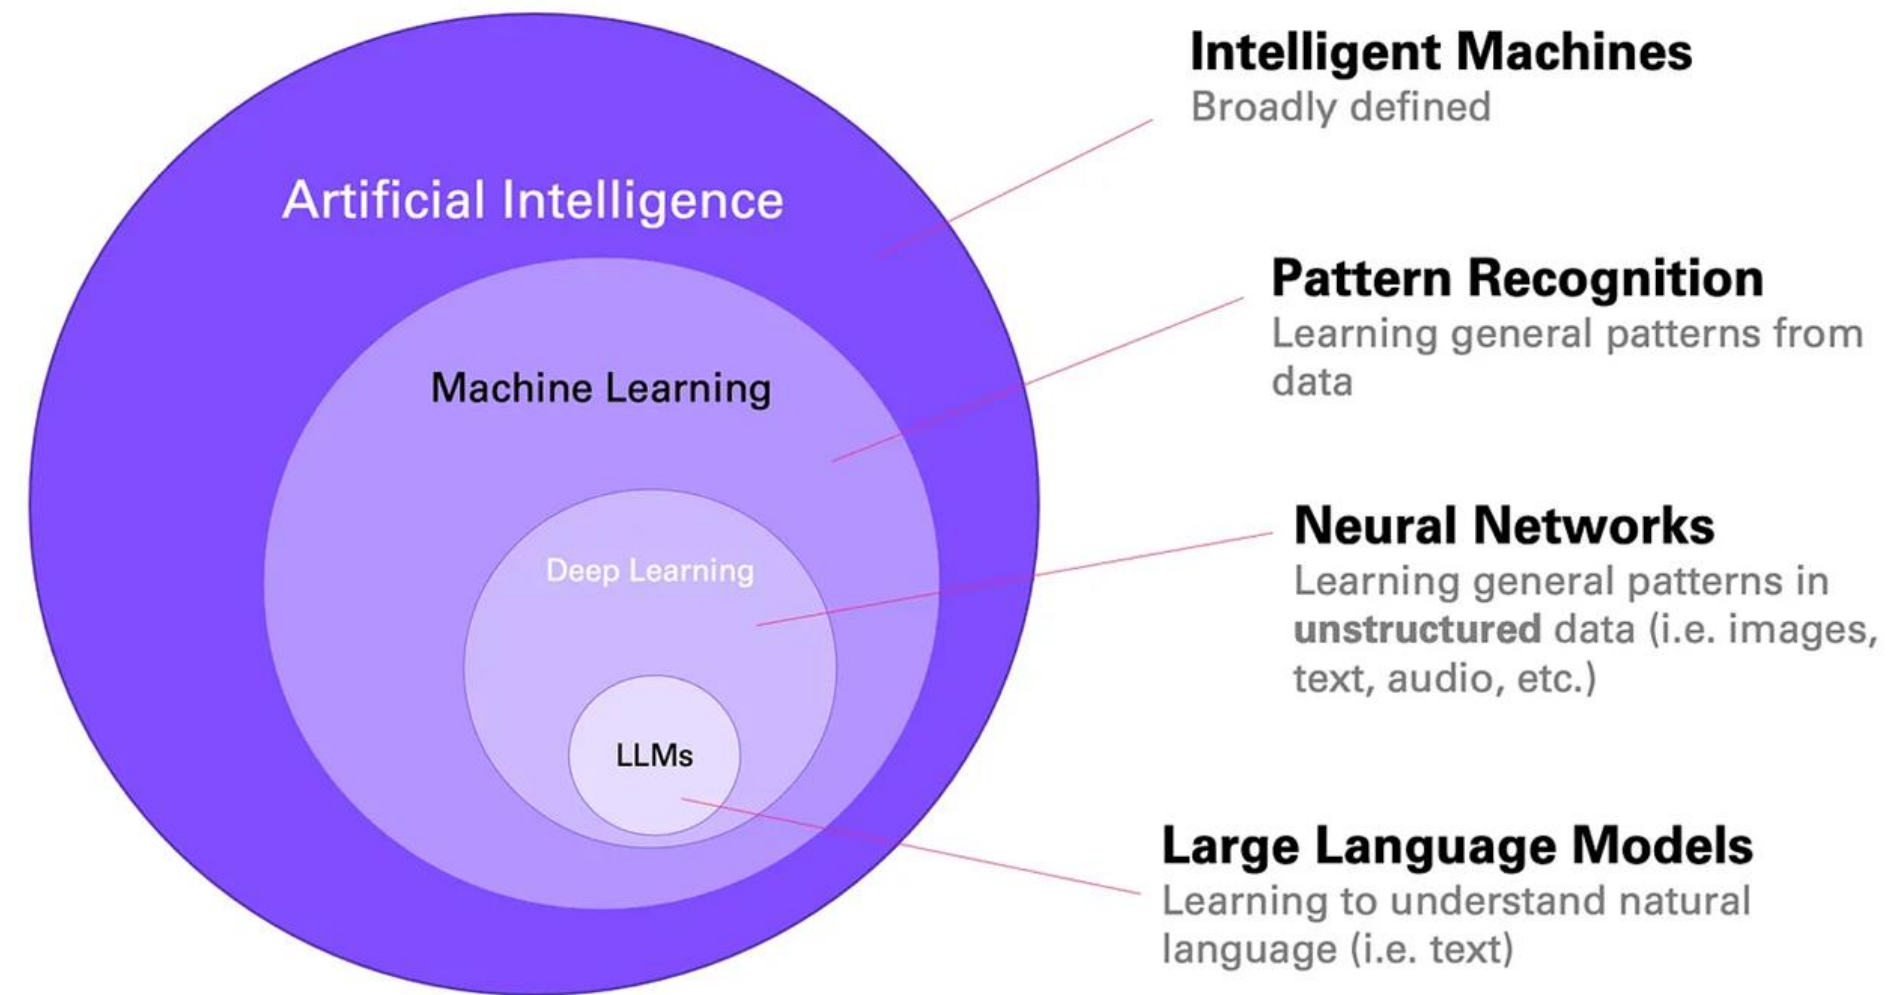 Intelligent Machines
Broadly defined
Artificial Intelligence
Pattern Recognition
Learning general patterns from
data
Machine Learning
Neural Networks
Learning general patterns in
unstructured data (i.e. images,
text, audio, etc.)
Deep Learning
LLMs
Large Language Models
Learning to understand natural
language (i.e. text)